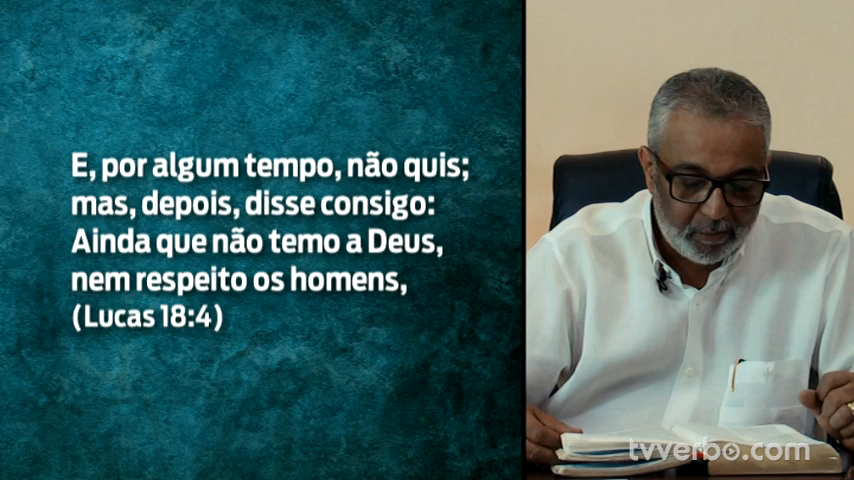 E, por algum tempo, não quis;
mas, depois, disse consigo:
Ainda que não temo a Deus,
nem respeito os homens,
(Lucas 18:4)
tvverbo.com